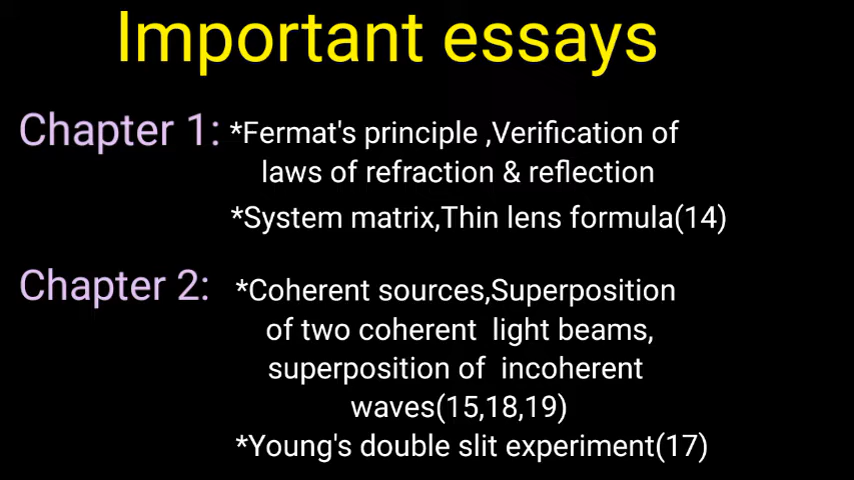 Important essays
Chapter 1: *Fermat's principle ,Verification of
laws of refraction & reflection
*System matrix,Thin lens formula(14)
Chapter 2: *Coherent sources,Superposition
of two coherent light beams,
superposition of incoherent
waves(15,18,19)
*Young's double slit experiment(17)